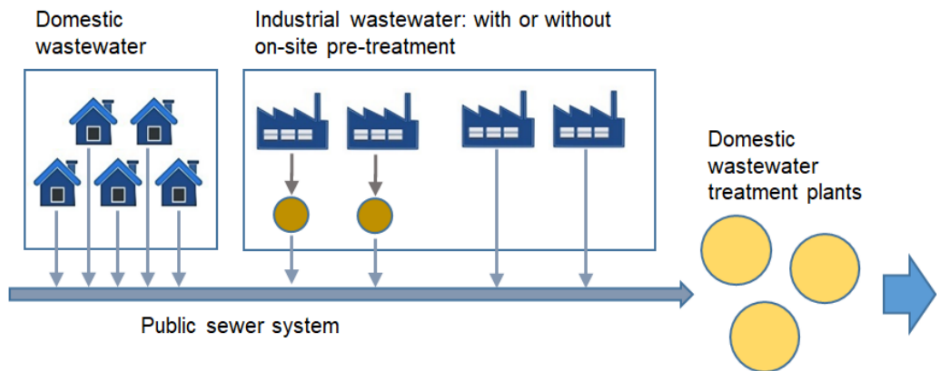 Domestic
wastewater
Industrial wastewater: with or without
on-site pre-treatment
Domestic
wastewater
treatment plants
Public sewer system